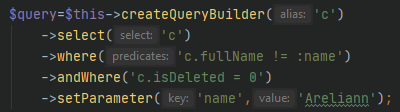 $query=$this->createQueryBuilder( alias: 'c')
->select( select: 'c')
->where( predicates: 'c.fullName != :name')
->andWhere('c.isDeleted = 0')
->setParameter( key: 'name', value: 'Areliann');